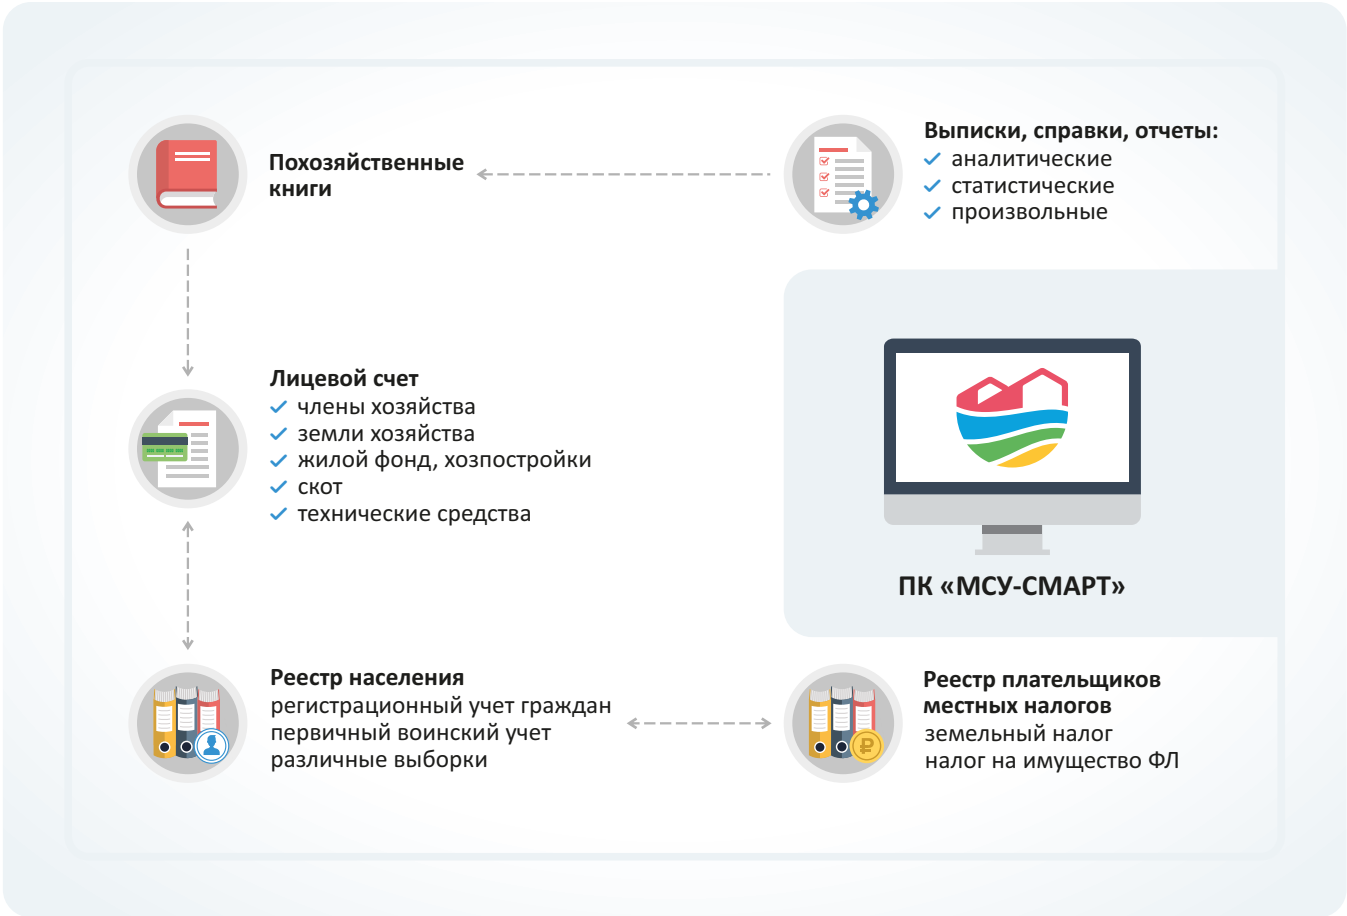 Похозяйственные
книги
Выписки, справки, отчеты:
аналитические
статистические
произвольные
Лицевой счет
члены хозяйства
земли хозяйства
жилой фонд, хозпостройки
скот
технические средства
ПК «МСУ-СМАРТ»
Реестр населения
регистрационный учет граждан
первичный воинский учет
различные выборки
Реестр плательщиков
местных налогов
земельный налог
налог на имущество ФЛ